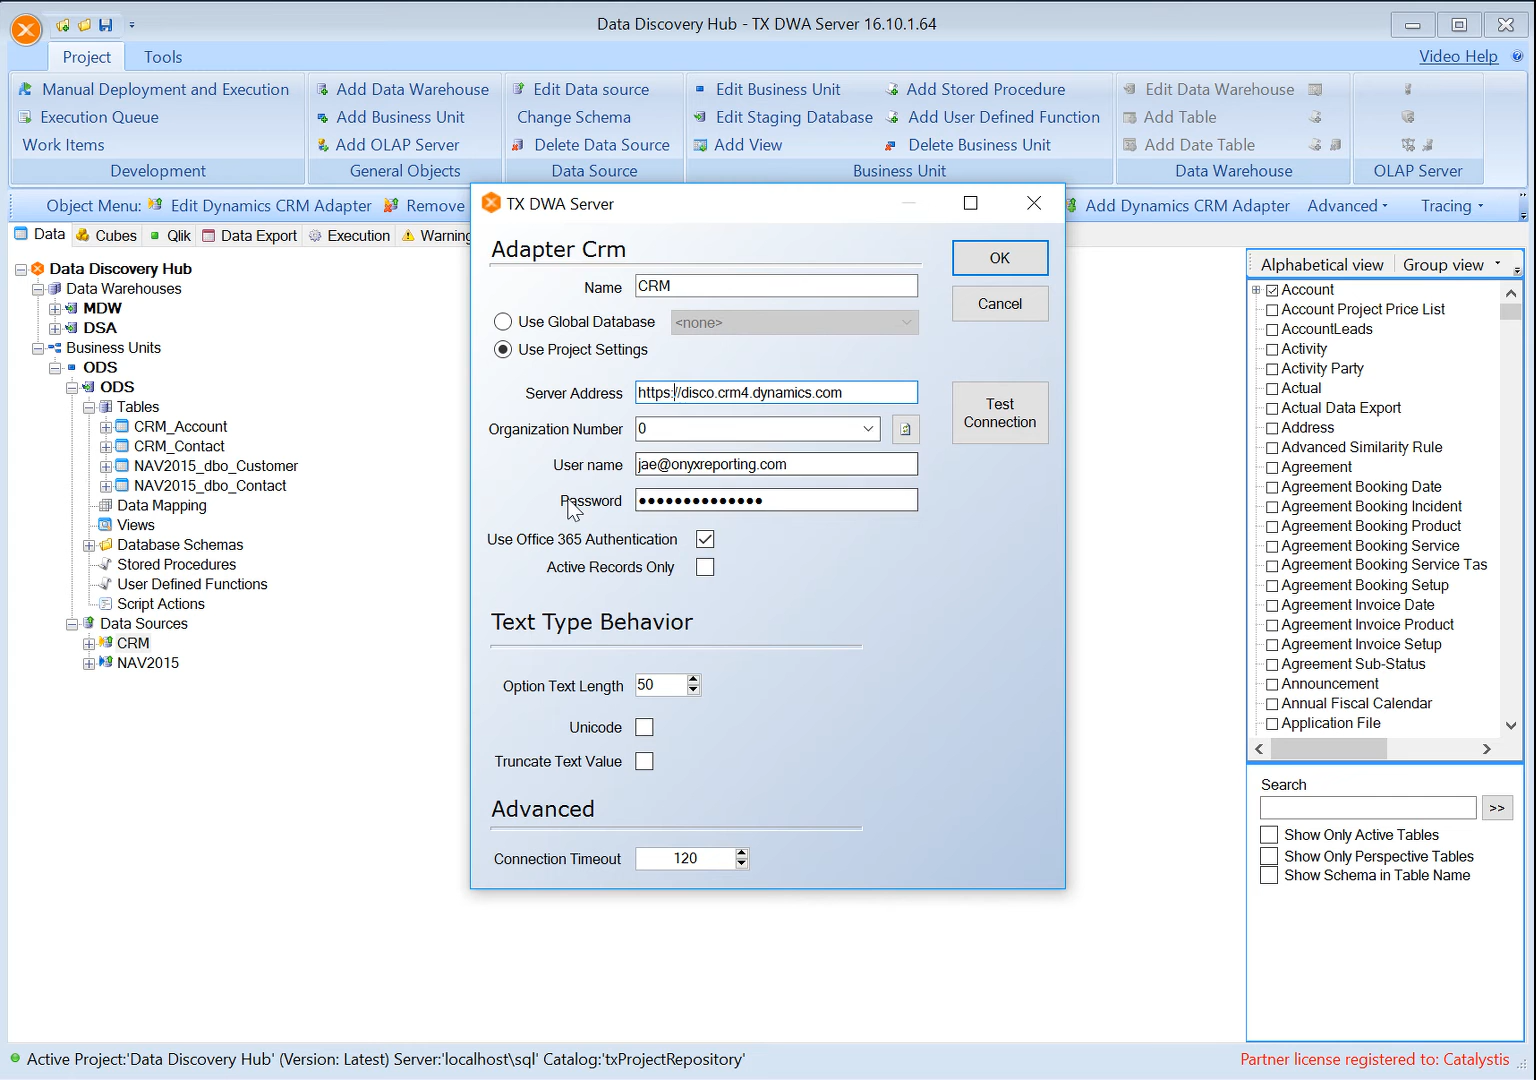 Data Discovery Hub - TX DWA Server 16.10.1.64
Project
Tools
Video Help
Manual Deployment and Execution
Execution Queue
Work Items
Development
Add Data Warehouse
Add Business Unit
Add OLAP Server
General Objects
Edit Data source
Change Schema
Delete Data Source
Data Source
Edit Business Unit
Edit Staging Database
Add View
Add Stored Procedure
Add User Defined Function
Delete Business Unit
Business Unit
Edit Data Warehouse
Add Table
Add Date Table
Data Warehouse
OLAP Server
Object Menu:
Edit Dynamics CRM Adapter
Remove
Add Dynamics CRM Adapter
Advanced
Tracing
Data
Cubes
Qlik
Data Export
Execution
Warning
Data Discovery Hub
Data Warehouses
MDW
DSA
Business Units
ODS
ODS
Tables
CRM_Account
CRM_Contact
NAV2015_dbo_Customer
NAV2015_dbo_Contact
Data Mapping
Views
Database Schemas
Stored Procedures
User Defined Functions
Script Actions
Data Sources
CRM
NAV2015
TX DWA Server
Adapter Crm
OK
Name CRM
Cancel
Use Global Database <none>
Use Project Settings
Server Address https://disco.crm4.dynamics.com
Test Connection
Organization Number 0
User name jae@onyxreporting.com
Password ●●●●●●●●●●●●●●
Use Office 365 Authentication
Active Records Only
Text Type Behavior
Option Text Length 50
Unicode
Truncate Text Value
Advanced
Connection Timeout 120
Alphabetical view
Group view
Account
Account Project Price List
AccountLeads
Activity
Activity Party
Actual
Actual Data Export
Address
Advanced Similarity Rule
Agreement
Agreement Booking Date
Agreement Booking Incident
Agreement Booking Product
Agreement Booking Service
Agreement Booking Service Tas
Agreement Booking Setup
Agreement Invoice Date
Agreement Invoice Product
Agreement Invoice Setup
Agreement Sub-Status
Announcement
Annual Fiscal Calendar
Application File
Search
>>
Show Only Active Tables
Show Only Perspective Tables
Show Schema in Table Name
Active Project:'Data Discovery Hub' (Version: Latest) Server:'localhost\sql' Catalog:'txProjectRepository'
Partner license registered to: Catalystis